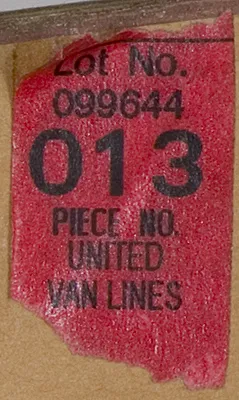 Lot No.
099644
013
PIECE NO.
UNITED
VAN LINES